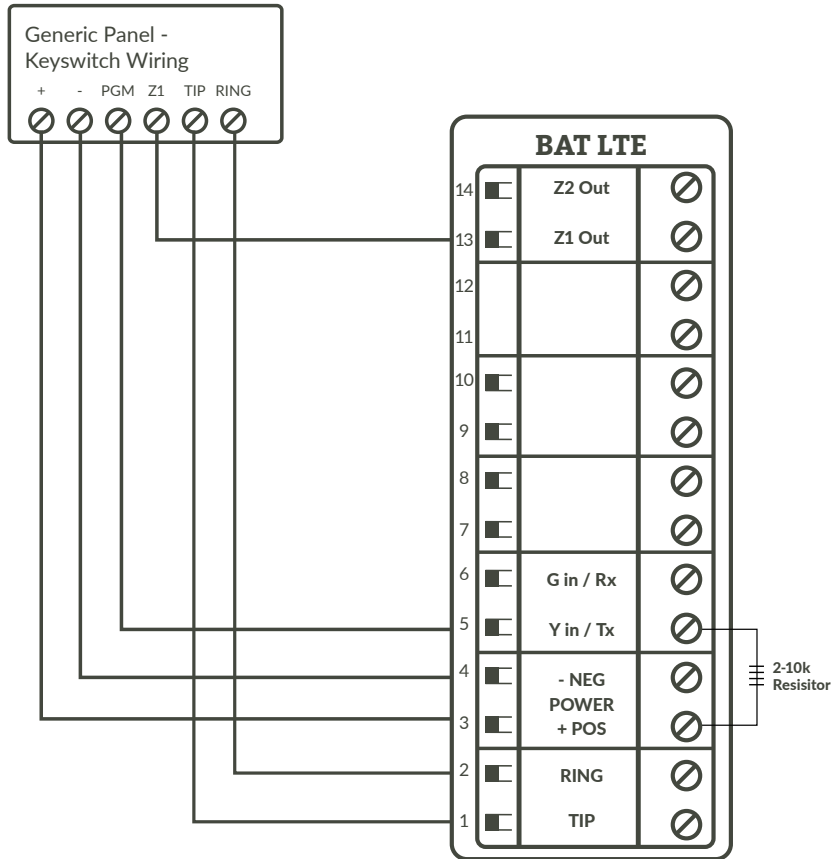 Generic Panel -
Keyswitch Wiring
+ - PGM Z1 TIP RING
BAT LTE
14 Z2 Out
13 Z1 Out
12
11
10
9
8
7
6 G in / Rx
5 Y in / Tx
4 - NEG
POWER
3 + POS
2 RING
1 TIP
2-10k
Resisitor